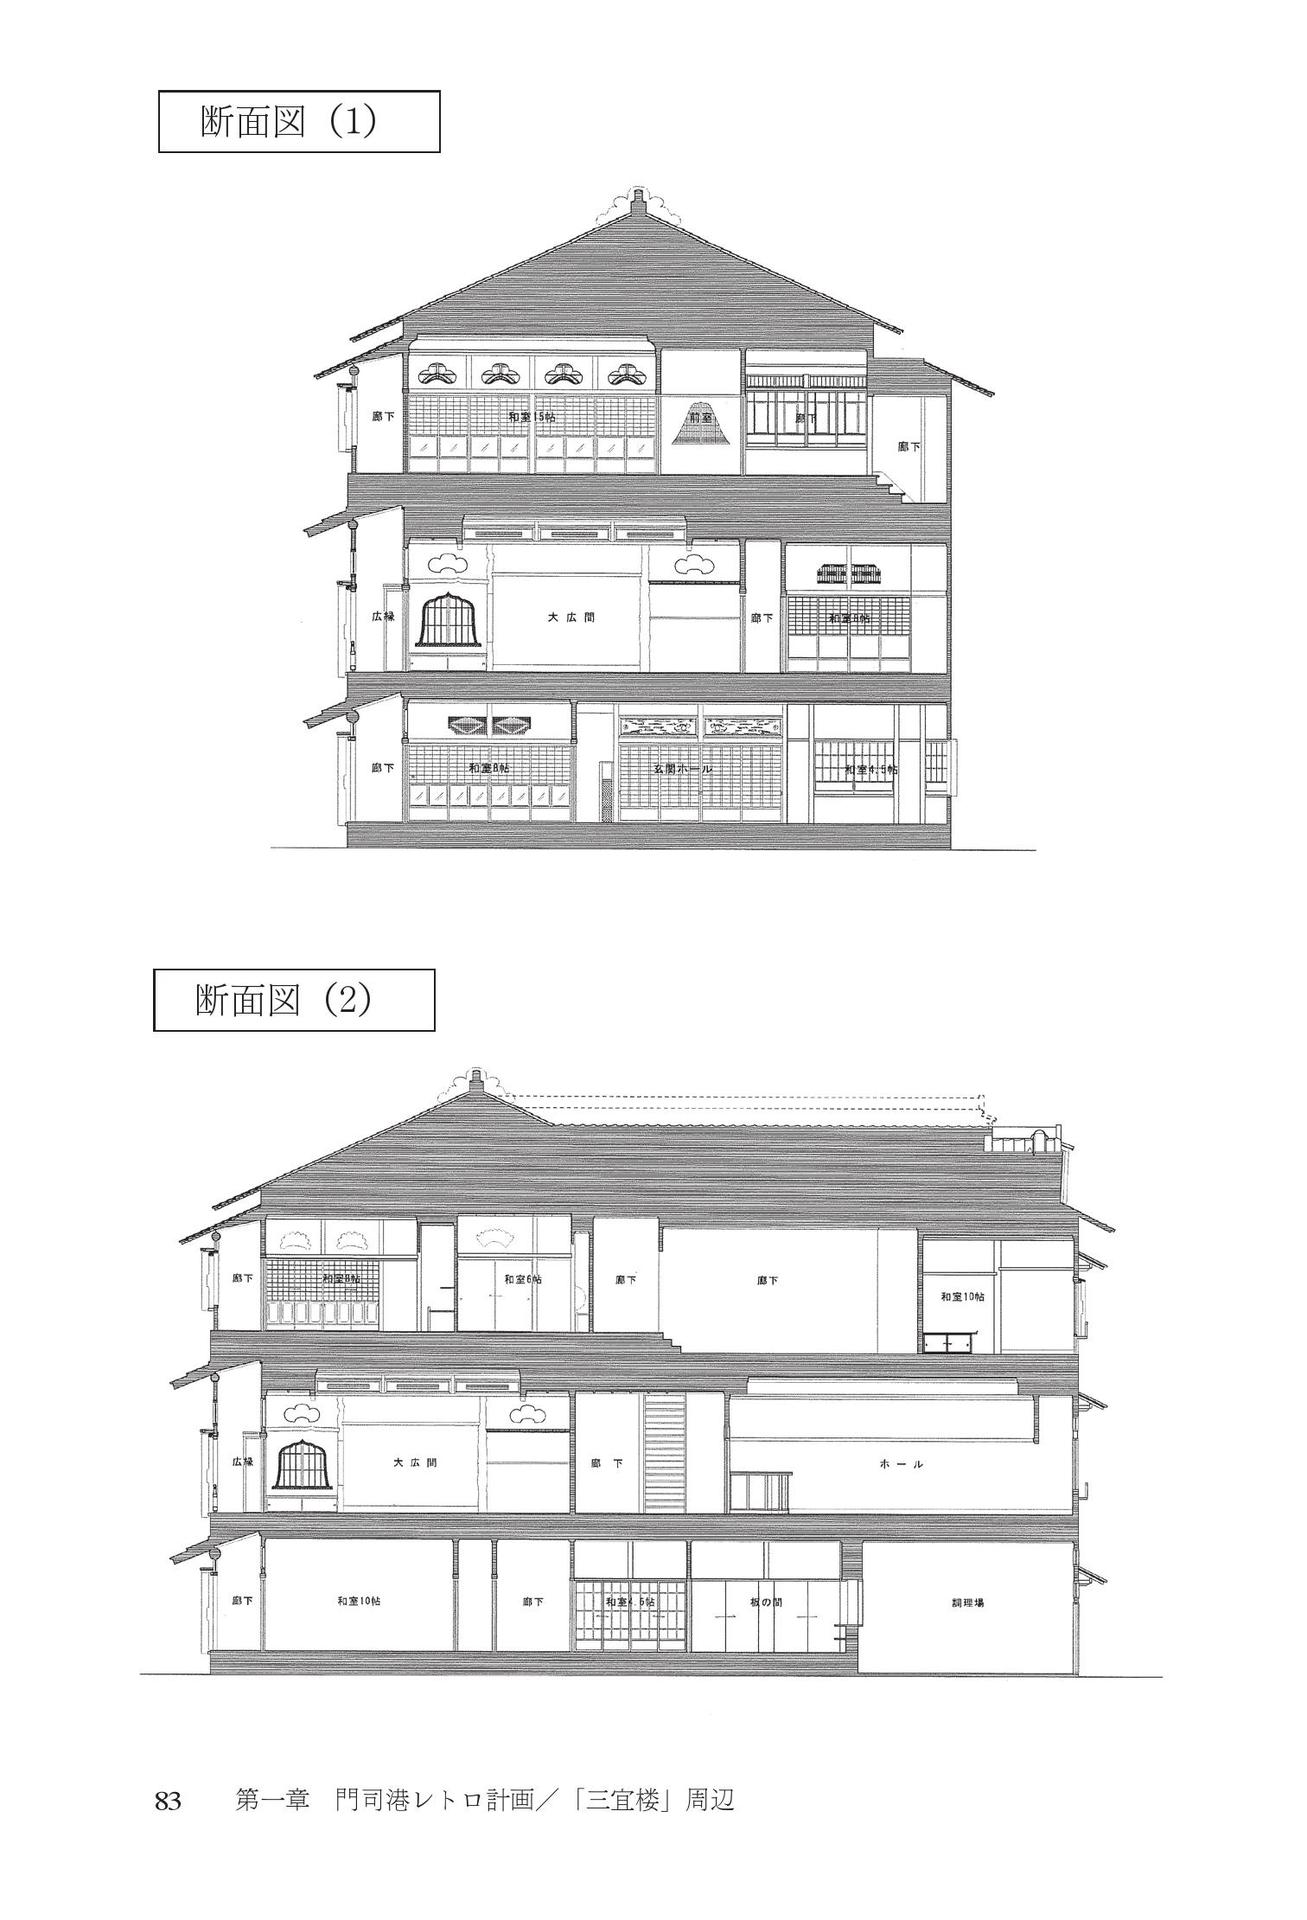 断面図（1）
廊下
和室15帖
前室
廊下
廊下
広縁
大広間
廊下
和室8帖
廊下
和室8帖
玄関ホール
和室4.5帖
断面図（2）
廊下
和室8帖
和室6帖
廊下
廊下
和室10帖
広縁
大広間
廊下
ホール
廊下
和室10帖
廊下
和室4.5帖
板の間
調理場
83　第一章　門司港レトロ計画／「三宜楼」周辺